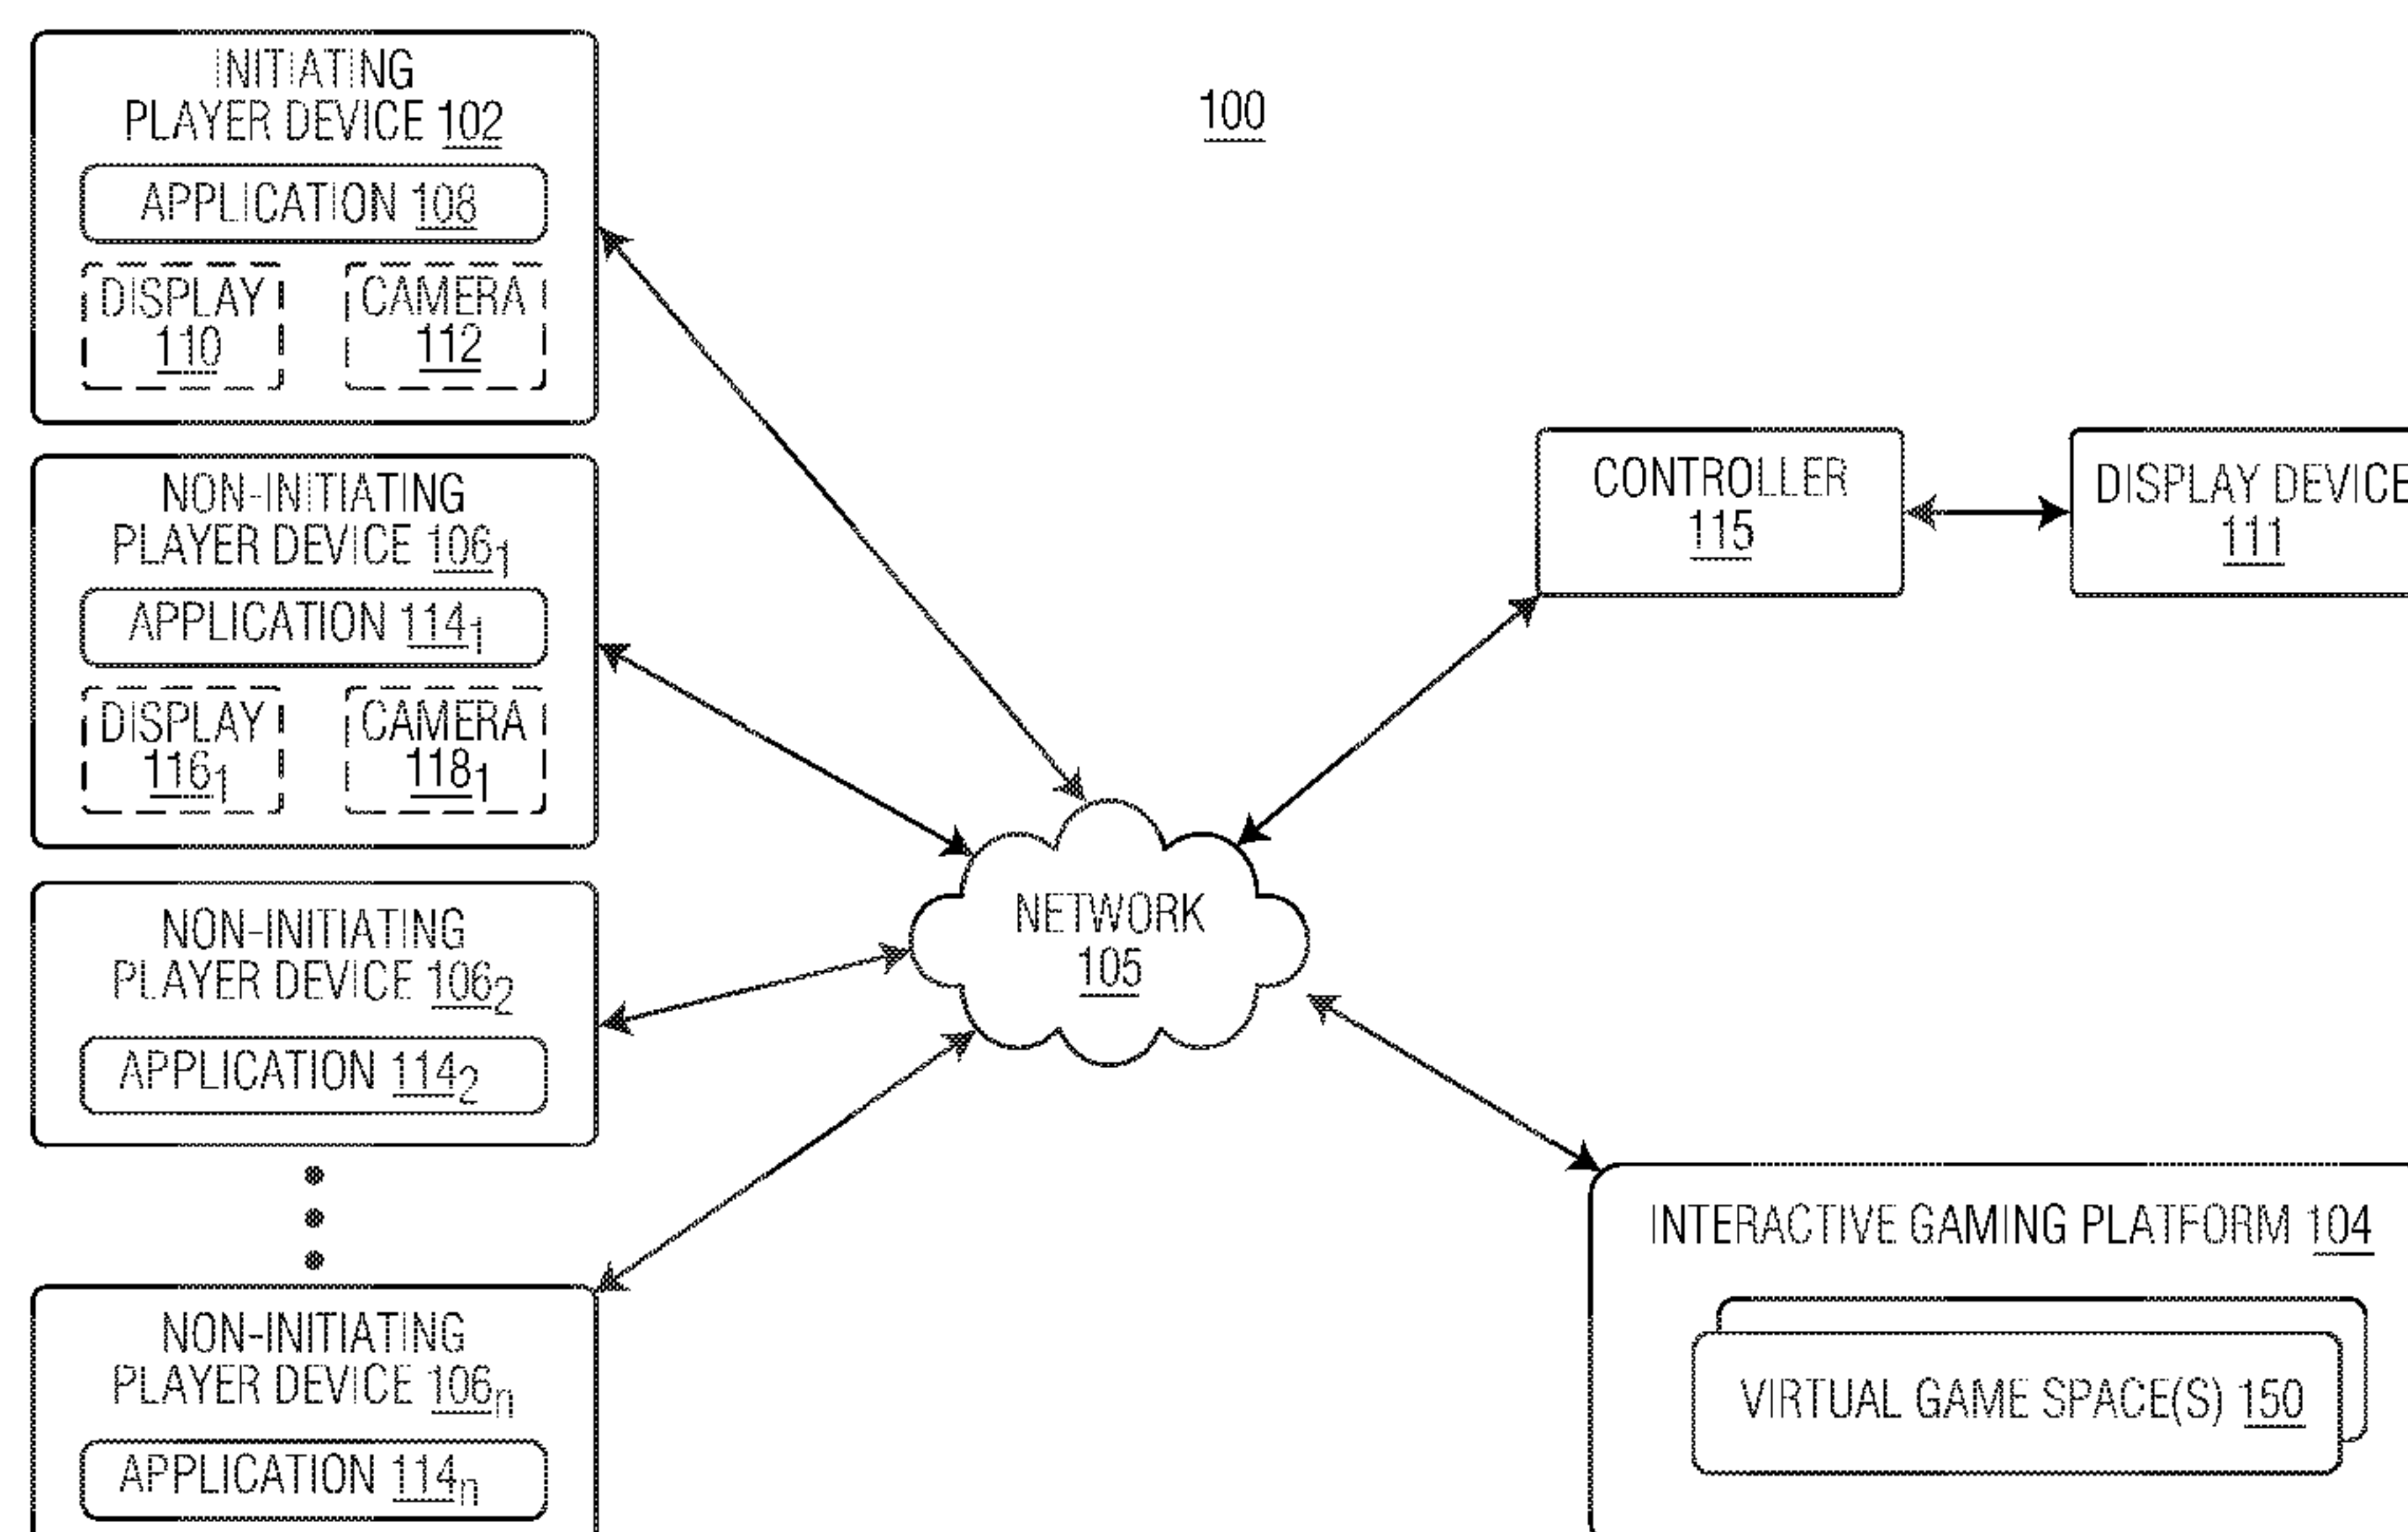 100
INITIATING
PLAYER DEVICE 102
APPLICATION 108
DISPLAY
110
CAMERA
112
NON-INITIATING
PLAYER DEVICE 106₁
APPLICATION 114₁
DISPLAY
116₁
CAMERA
118₁
NON-INITIATING
PLAYER DEVICE 106₂
APPLICATION 114₂
NON-INITIATING
PLAYER DEVICE 106ₙ
APPLICATION 114ₙ
NETWORK
105
CONTROLLER
115
DISPLAY DEVICE
111
INTERACTIVE GAMING PLATFORM 104
VIRTUAL GAME SPACE(S) 150